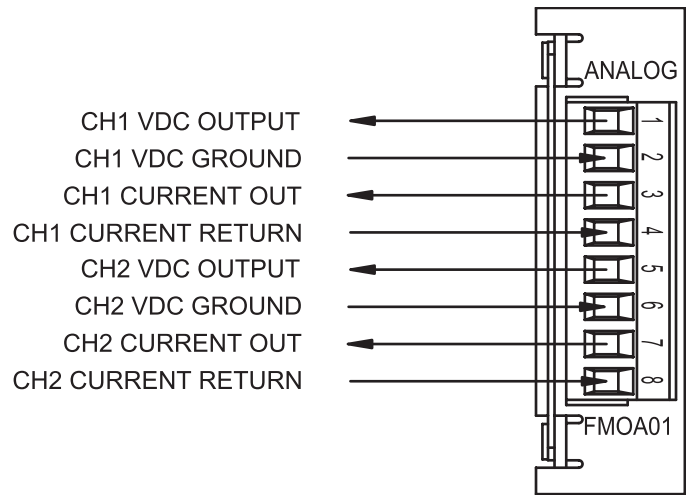 ANALOG
CH1 VDC OUTPUT 1
CH1 VDC GROUND 2
CH1 CURRENT OUT 3
CH1 CURRENT RETURN 4
CH2 VDC OUTPUT 5
CH2 VDC GROUND 6
CH2 CURRENT OUT 7
CH2 CURRENT RETURN 8
FMOA01